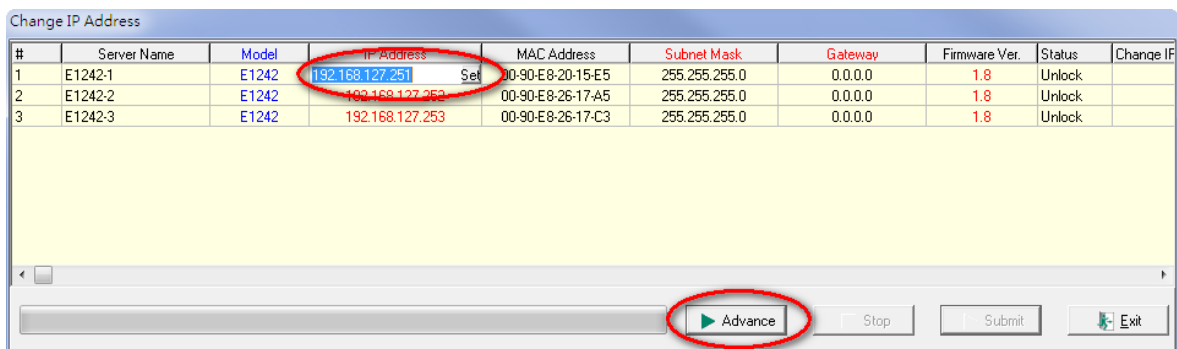 Change IP Address
# Server Name Model IP Address MAC Address Subnet Mask Gateway Firmware Ver. Status Change IP
1 E1242-1 E1242 192.168.127.251 Set 00-90-E8-20-15-E5 255.255.255.0 0.0.0.0 1.8 Unlock
2 E1242-2 E1242 192.168.127.252 00-90-E8-26-17-A5 255.255.255.0 0.0.0.0 1.8 Unlock
3 E1242-3 E1242 192.168.127.253 00-90-E8-26-17-C3 255.255.255.0 0.0.0.0 1.8 Unlock
Advance Stop Submit Exit